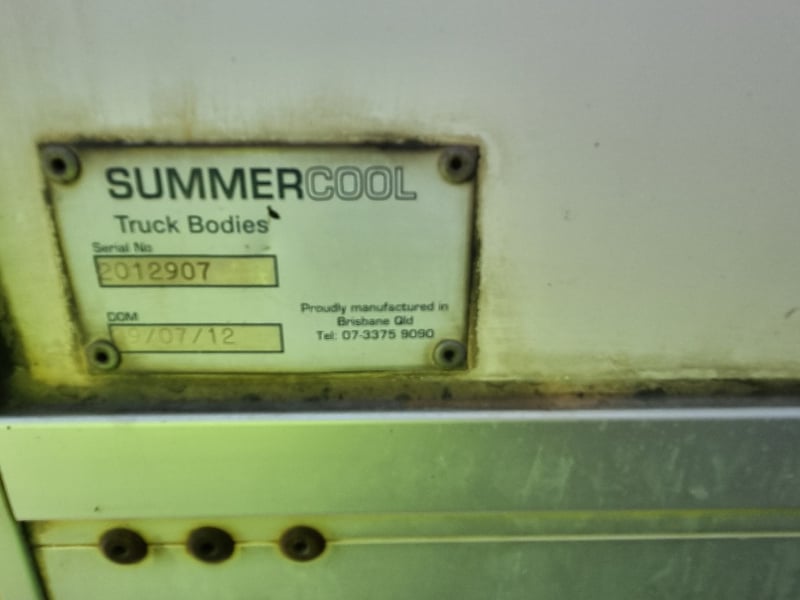 SUMMERCOOL
Truck Bodies
Serial No
2012907
DOM
9/07/12
Proudly manufactured in
Brisbane Qld
Tel: 07-3375 9090